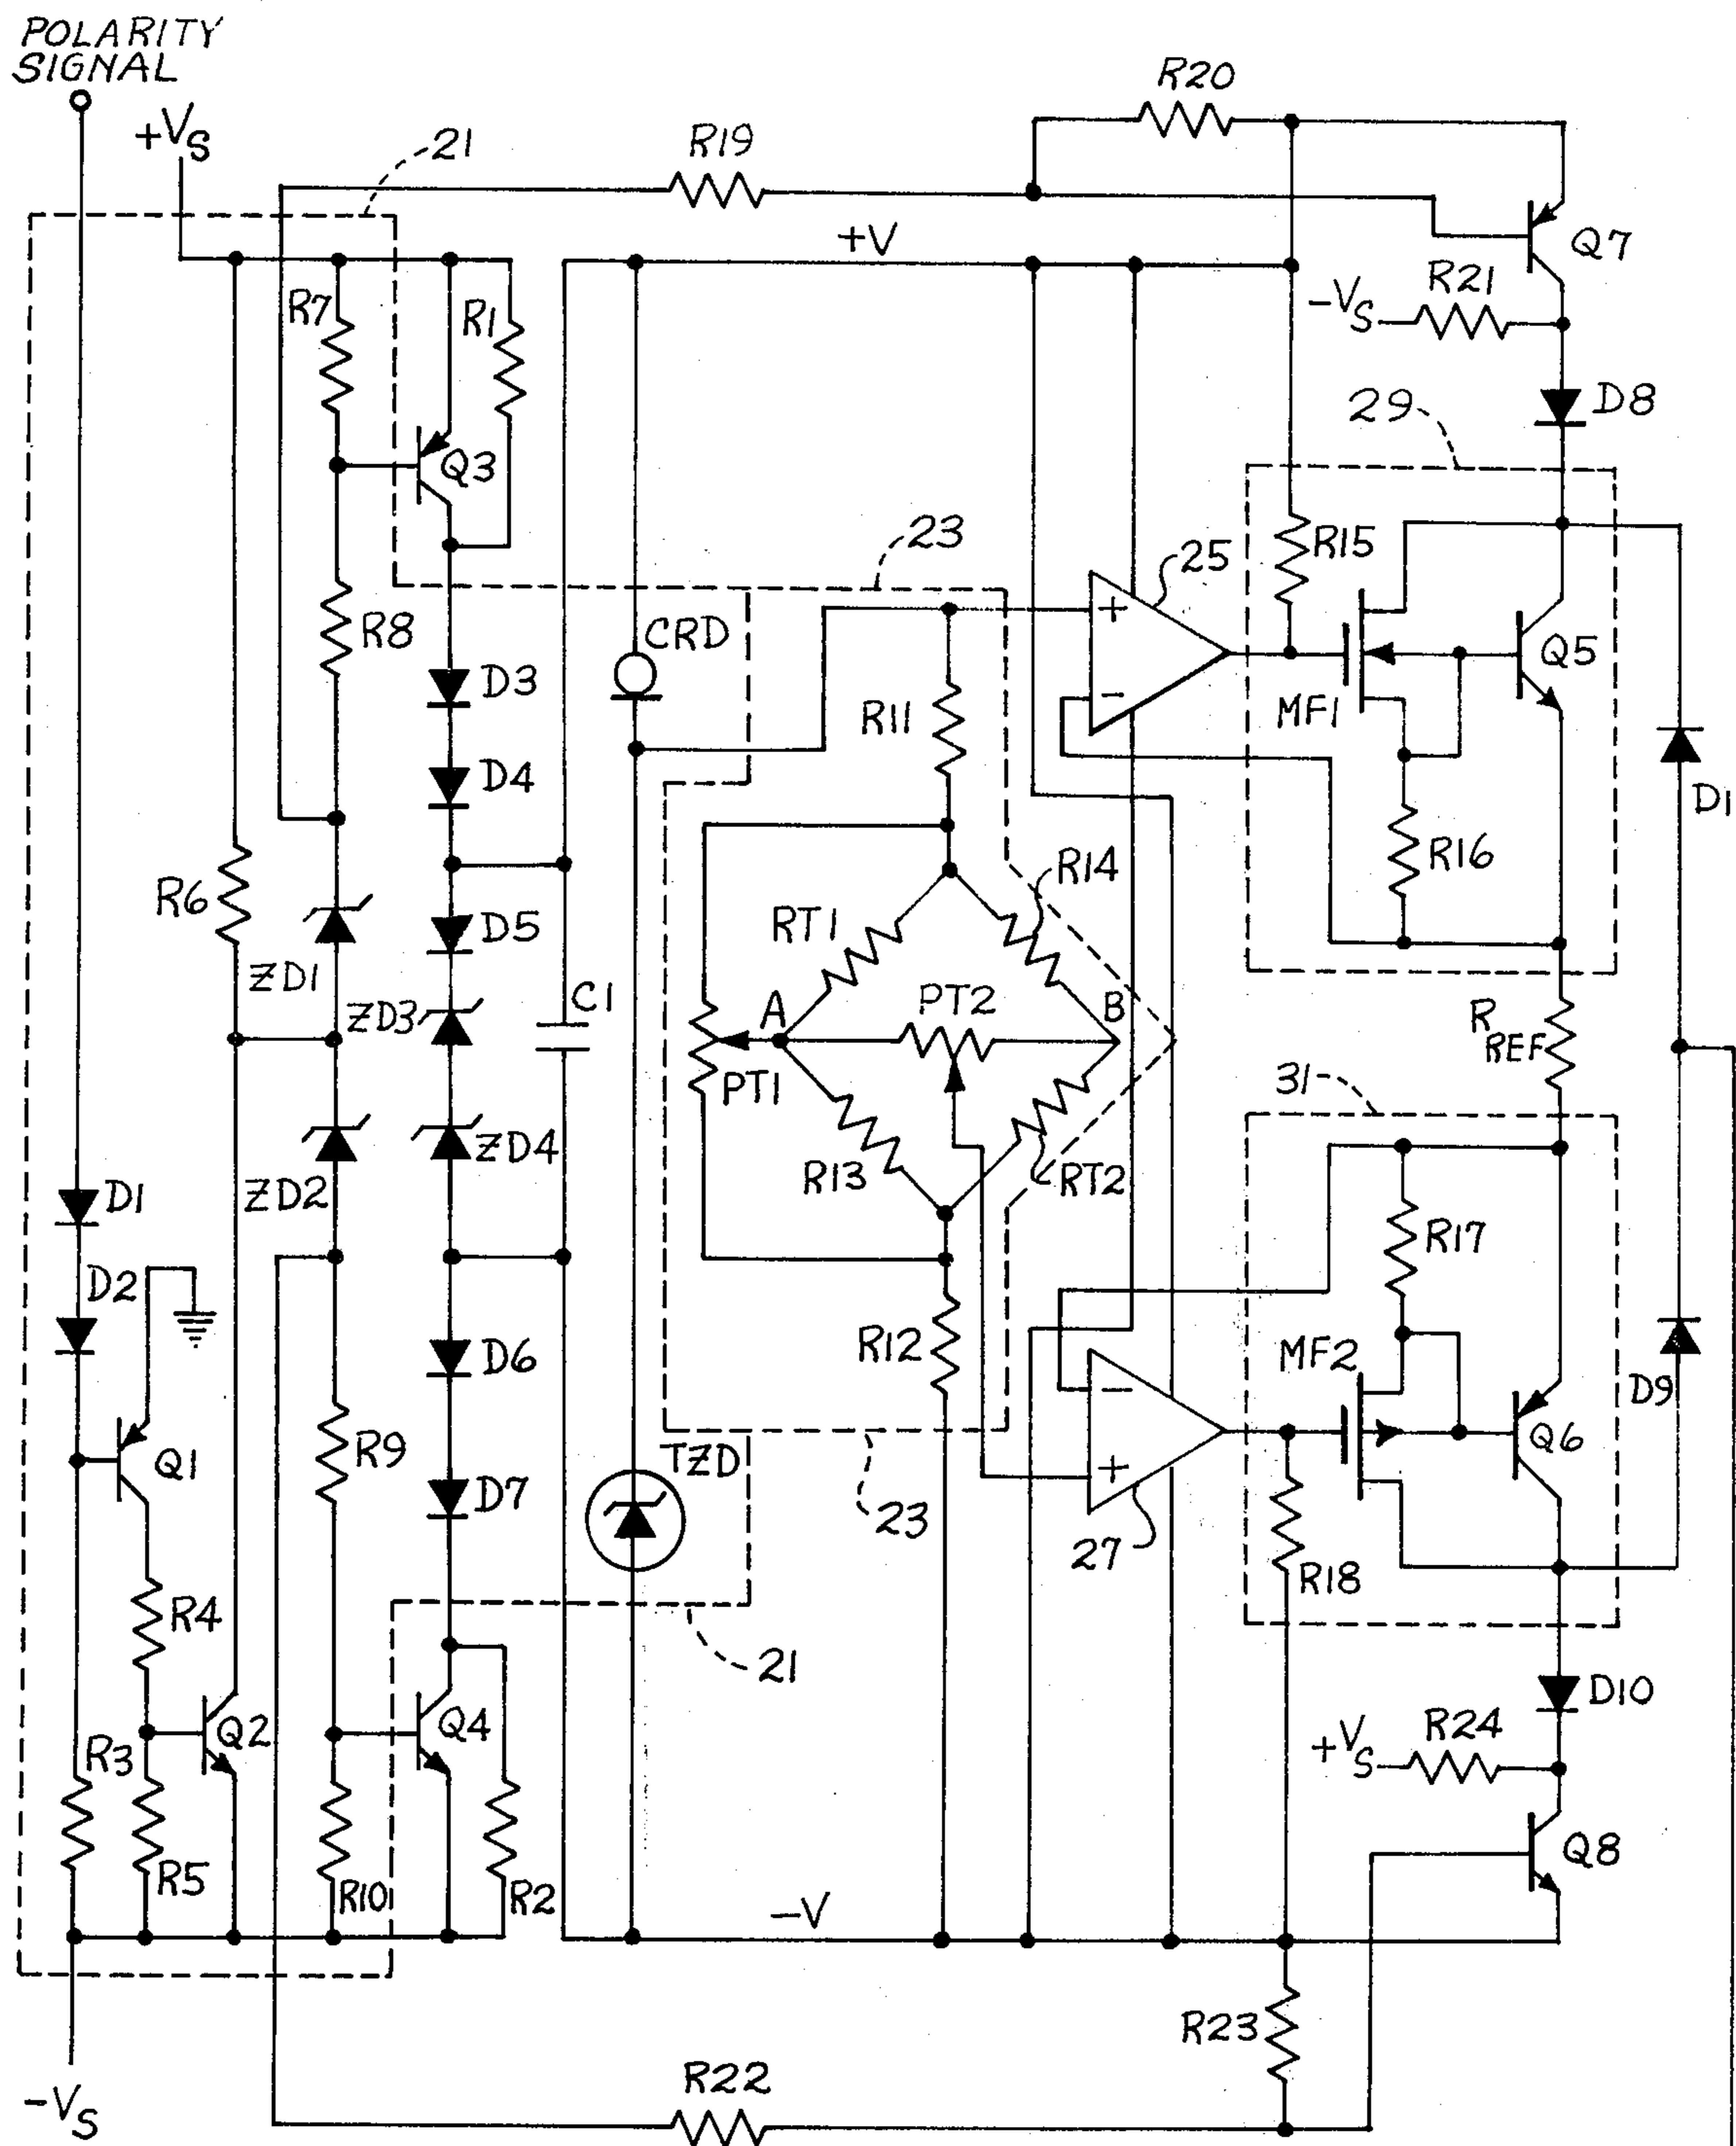 POLARITY
SIGNAL
+VS
21
R19
R20
+V
Q7
R21
-VS
R7
R1
D8
29
Q3
23
25
R15
CRD
+
Q5
R8
D3
R11
-
MF1
D4
D1
R16
R14
R6
D5
RT1
ZD1
C1
ZD3
A
PT2
B
R
REF
PT1
31
ZD4
R13
RT2
ZD2
D1
R17
D2
D6
R12
MF2
D9
R9
-
Q6
Q1
TZD
D7
+
23
27
R18
R4
21
D10
Q2
Q4
R24
+VS
R3
Q8
R5
R10
R2
-V
R23
R22
-VS